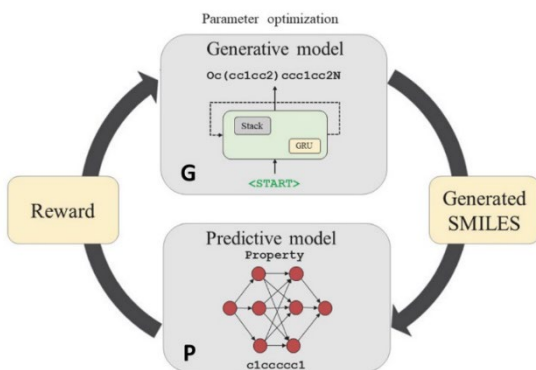 Parameter optimization
Generative model
Oc(cc1cc2)ccc1cc2N
Stack
GRU
G
<START>
Reward
Generated
SMILES
Predictive model
Property
P
c1ccccc1